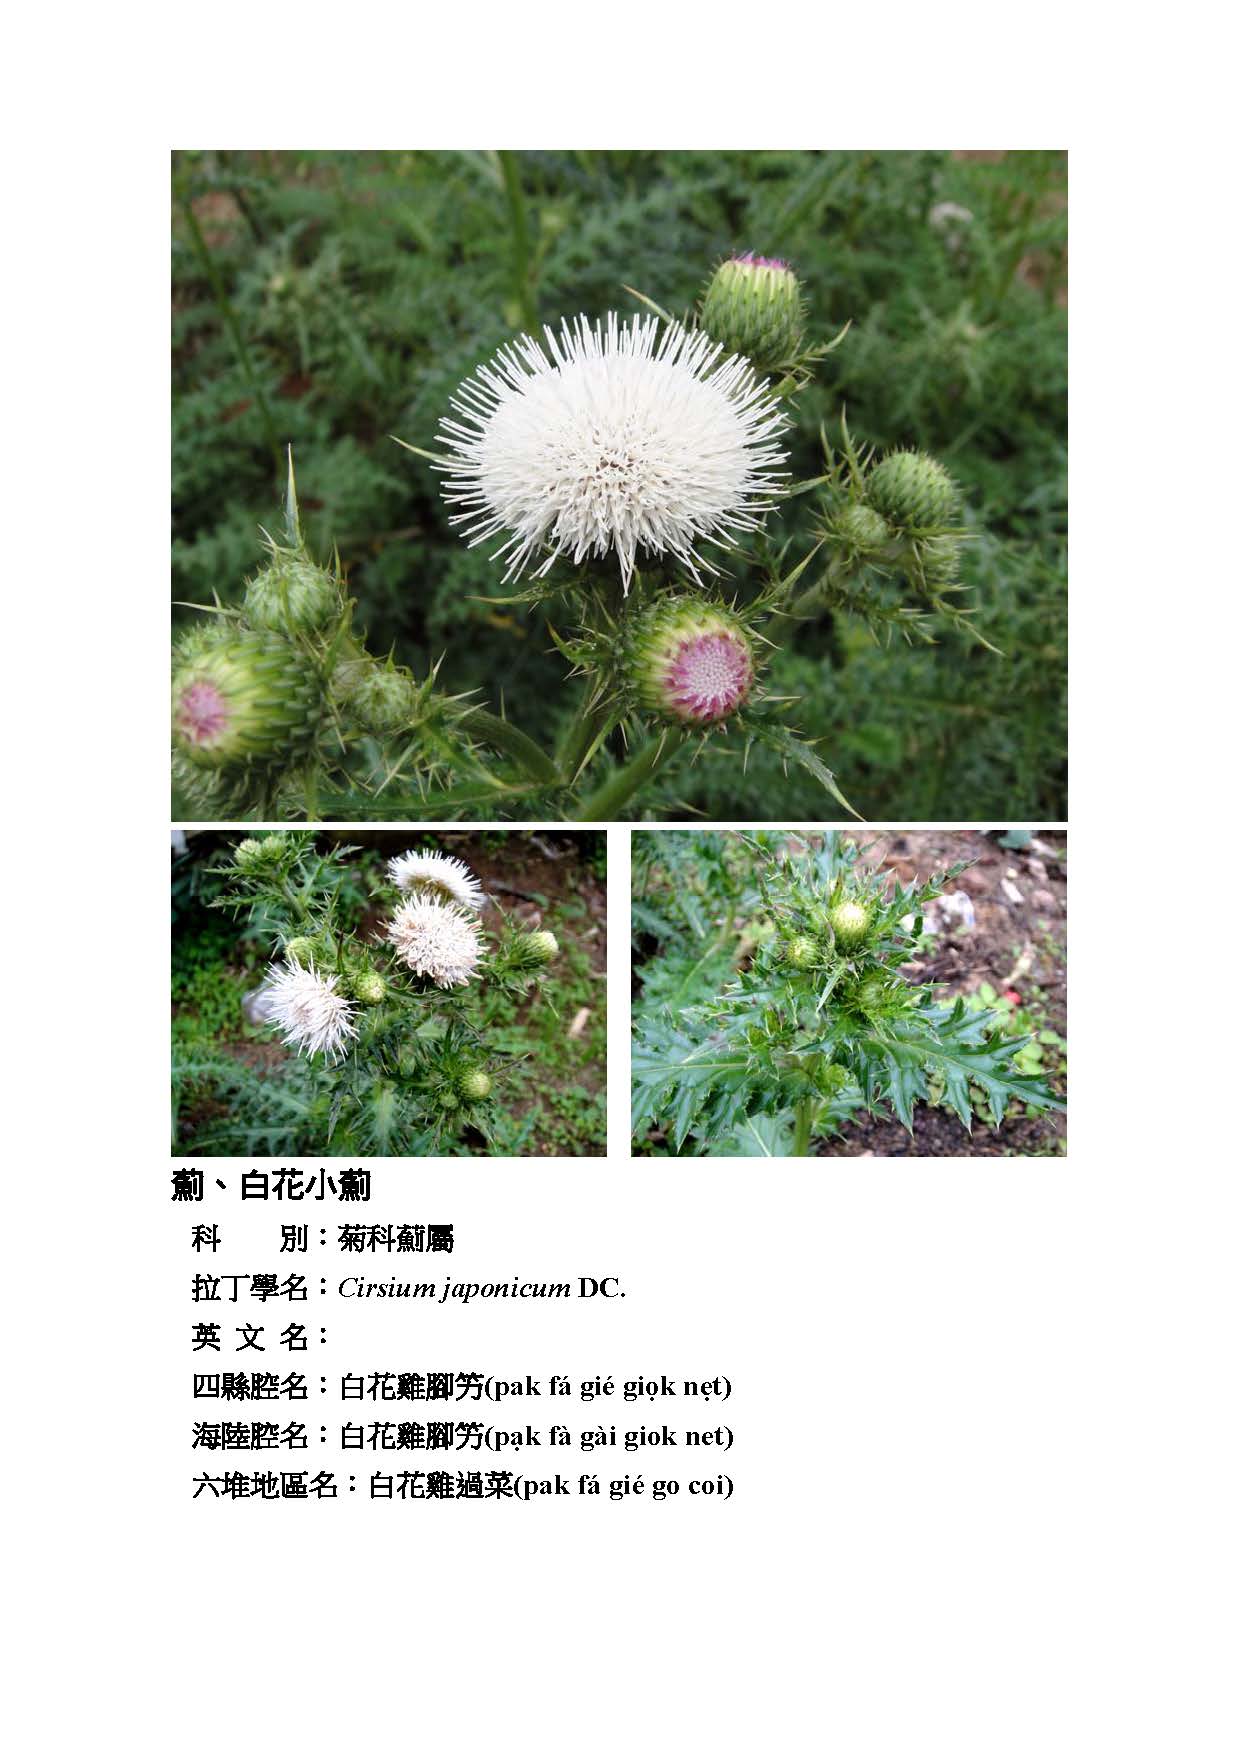 薊、白花小薊
科　　別：菊科薊屬
拉丁學名：Cirsium japonicum DC.
英 文 名：
四縣腔名：白花雞腳竻(pak fá gié giọk nẹt)
海陸腔名：白花雞腳竻(pạk fà gài giok net)
六堆地區名：白花雞過菜(pak fá gié go coi)